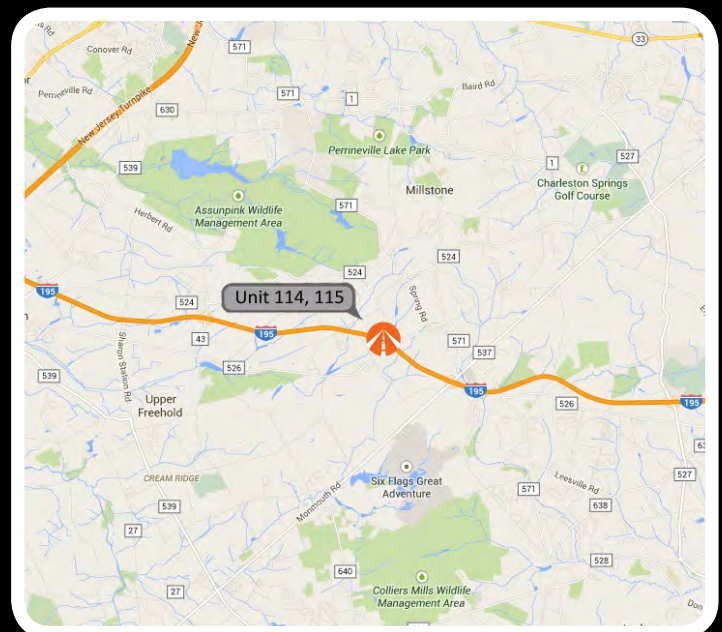 33
Conover Rd
571
New Jersey Turnpike
Perrineville Rd
630
571
1
Baird Rd
Perrineville Lake Park
539
527
1
Millstone
Charleston Springs
Golf Course
571
Assunpink Wildlife
Management Area
Herbert Rd
524
524
195
524
Unit 114, 115
Spring Rd
43
195
571
537
526
Sharon Station Rd
539
Upper
Freehold
195
526
195
Six Flags Great
Adventure
CREAM RIDGE
Monmouth Rd
539
571
Leesville Rd
638
527
27
528
640
27
Colliers Mills Wildlife
Management Area